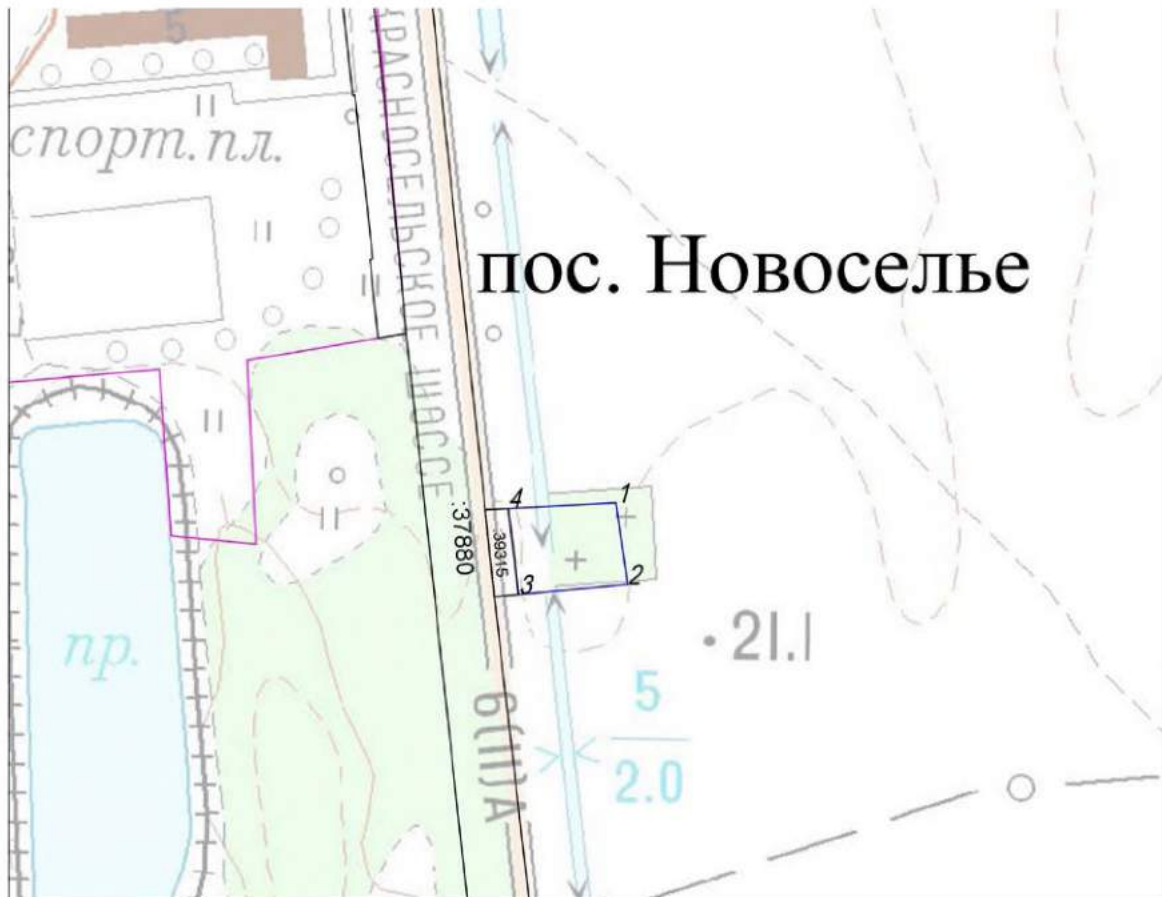 5
спорт. пл.
КРАСНОСЕЛЬСКОЕ ШОССЕ
пос. Новоселье
:37880
:39315
4
1
3
2
пр.
21.1
5
2.0
6(11)А